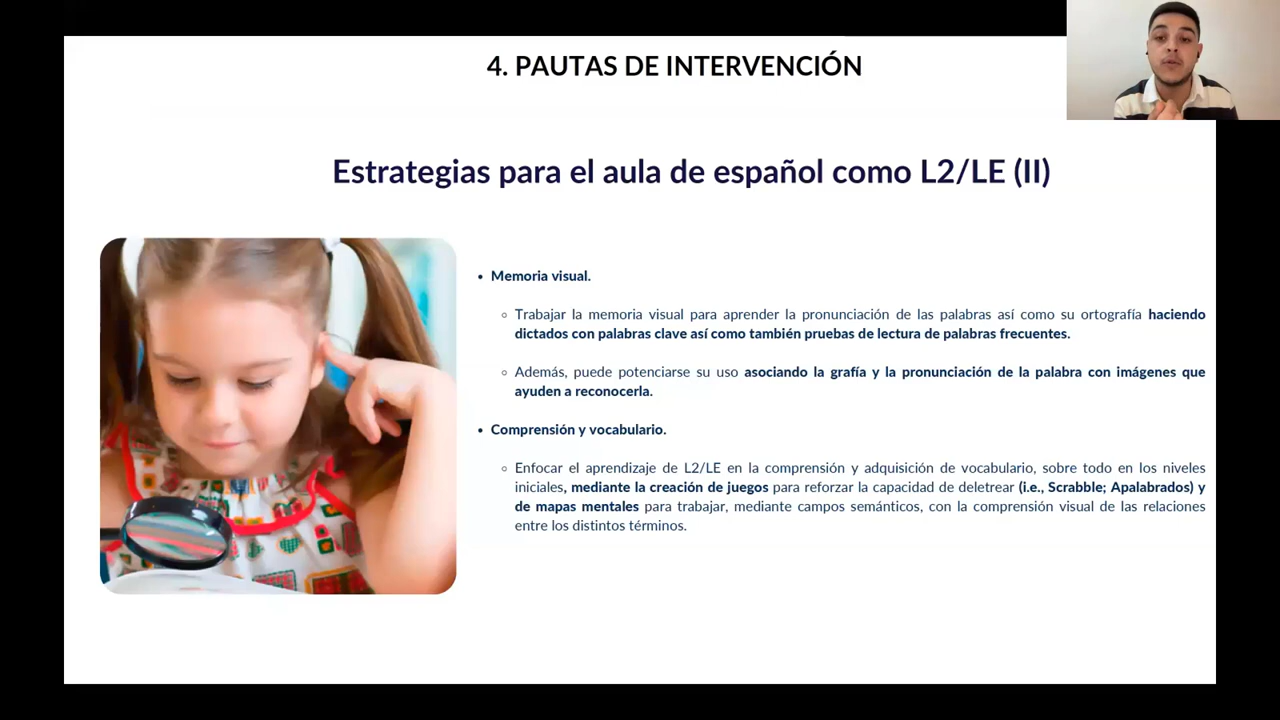 4. PAUTAS DE INTERVENCIÓN
Estrategias para el aula de español como L2/LE (II)
• Memoria visual.
◦ Trabajar la memoria visual para aprender la pronunciación de las palabras así como su ortografía haciendo
dictados con palabras clave así como también pruebas de lectura de palabras frecuentes.
◦ Además, puede potenciarse su uso asociando la grafía y la pronunciación de la palabra con imágenes que
ayuden a reconocerla.
• Comprensión y vocabulario.
◦ Enfocar el aprendizaje de L2/LE en la comprensión y adquisición de vocabulario, sobre todo en los niveles
iniciales, mediante la creación de juegos para reforzar la capacidad de deletrear (i.e., Scrabble; Apalabrados) y
de mapas mentales para trabajar, mediante campos semánticos, con la comprensión visual de las relaciones
entre los distintos términos.